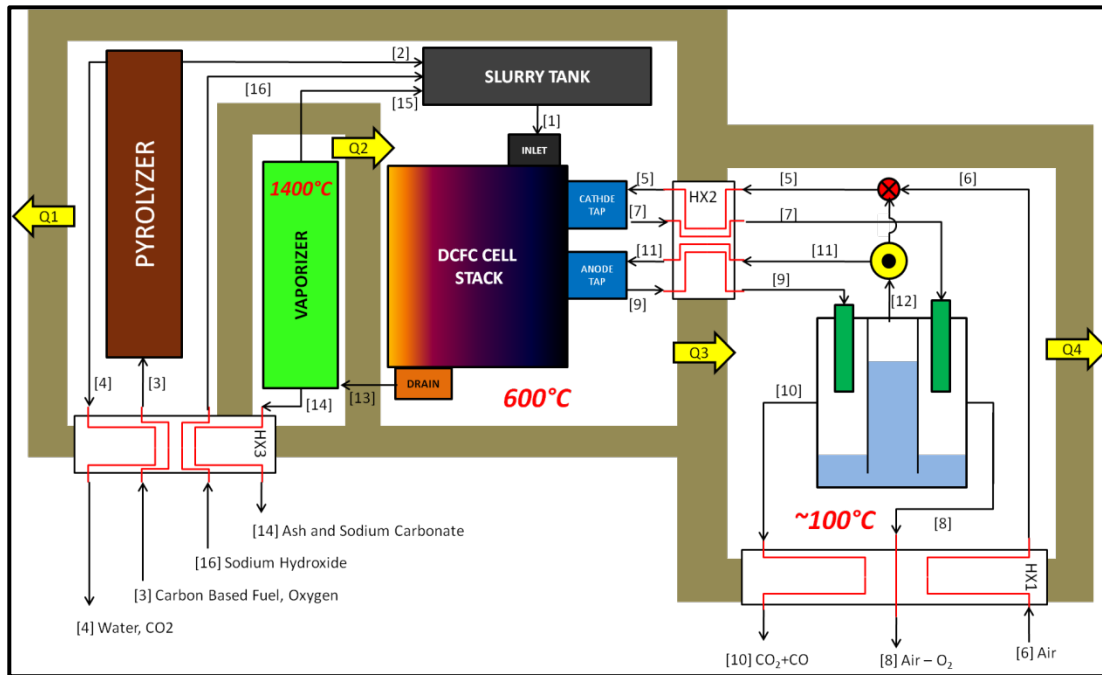 [2]
SLURRY TANK
[16]
[15]
[1]
INLET
Q2
1400°C
VAPORIZER
PYROLYZER
Q1
DCFC CELL
STACK
CATHDE
TAP
ANODE
TAP
[5]
HX2
[5]
[6]
[7]
[7]
[11]
[11]
[9]
[9]
[12]
Q3
Q4
DRAIN
600°C
[4]
[3]
[14]
[13]
[10]
HX3
~100°C
[8]
HX1
[14] Ash and Sodium Carbonate
[16] Sodium Hydroxide
[3] Carbon Based Fuel, Oxygen
[4] Water, CO2
[10] CO₂+CO
[8] Air – O₂
[6] Air